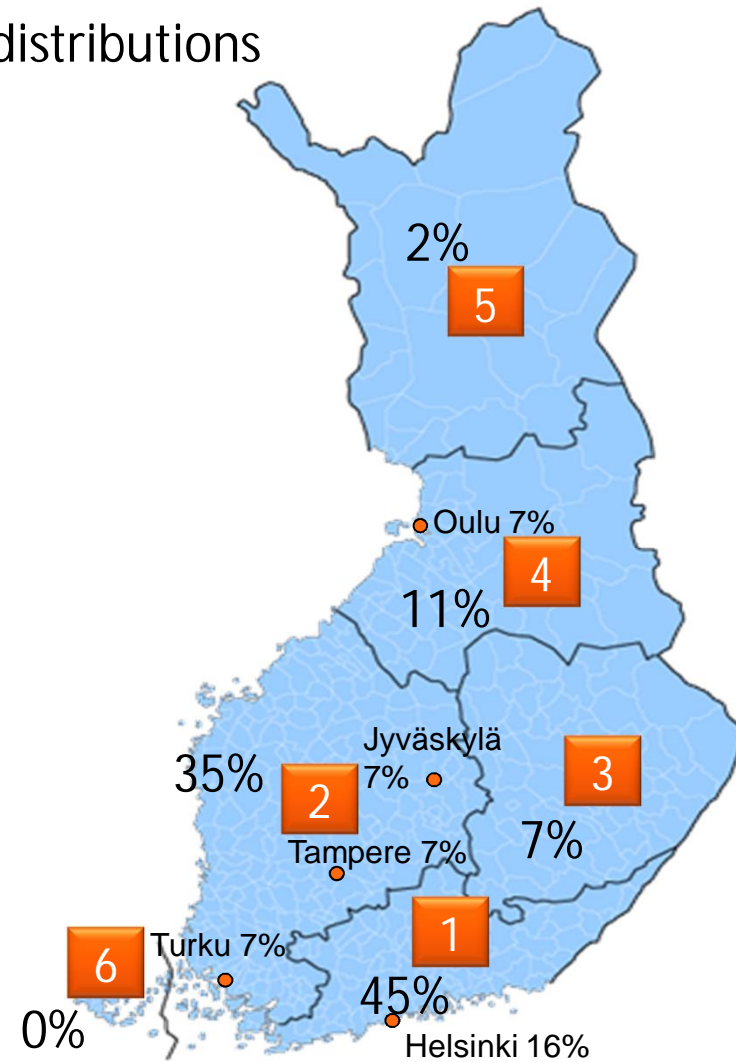 distributions
2%
5
Oulu 7%
4
11%
Jyväskylä
7%
35%
2
3
7%
Tampere 7%
1
Turku 7%
6
45%
0%
Helsinki 16%